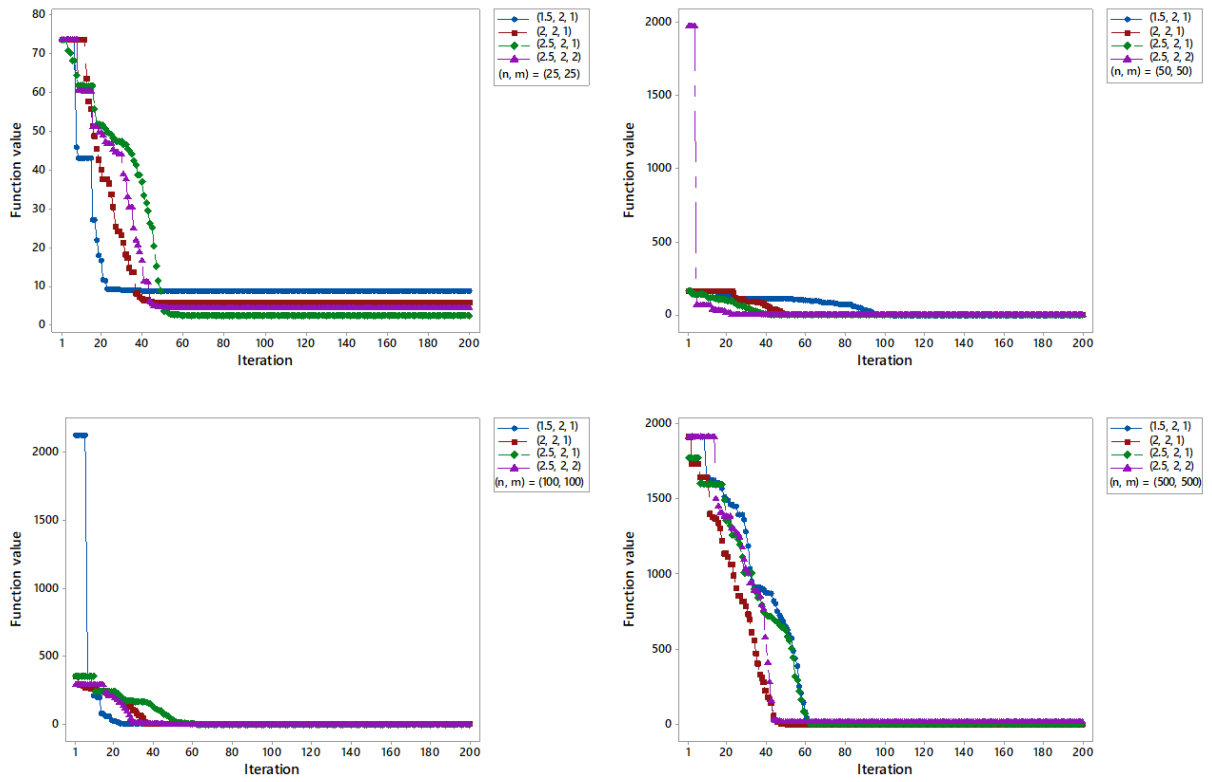 80
70
60
50
40
30
20
10
0
Function value
1 20 40 60 80 100 120 140 160 180 200
Iteration
(1.5, 2, 1)
(2, 2, 1)
(2.5, 2, 1)
(2.5, 2, 2)
(n, m) = (25, 25)
2000
1500
1000
500
0
Function value
1 20 40 60 80 100 120 140 160 180 200
Iteration
(1.5, 2, 1)
(2, 2, 1)
(2.5, 2, 1)
(2.5, 2, 2)
(n, m) = (50, 50)
2000
1500
1000
500
0
Function value
1 20 40 60 80 100 120 140 160 180 200
Iteration
(1.5, 2, 1)
(2, 2, 1)
(2.5, 2, 1)
(2.5, 2, 2)
(n, m) = (100, 100)
2000
1500
1000
500
0
Function value
1 20 40 60 80 100 120 140 160 180 200
Iteration
(1.5, 2, 1)
(2, 2, 1)
(2.5, 2, 1)
(2.5, 2, 2)
(n, m) = (500, 500)